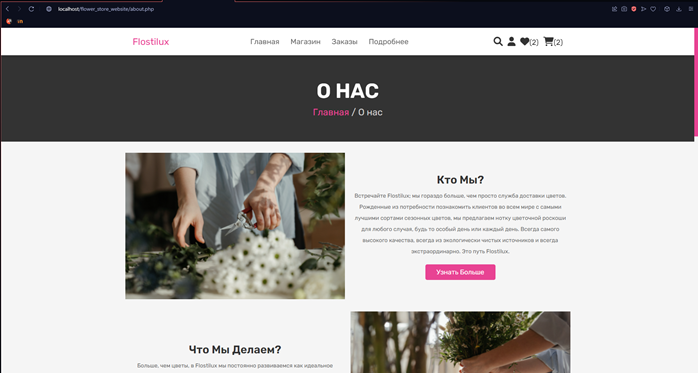 localhost/flower_store_website/about.php
Flostilux
Главная Магазин Заказы Подробнее (2) (2)
О НАС
Главная / О нас
Кто Мы?
Встречайте Flostilux; мы гораздо больше, чем просто служба доставки цветов.
Рожденные из потребности познакомить клиентов во всем мире с самыми
лучшими сортами сезонных цветов, мы предлагаем нотку цветочной роскоши
для любого случая, будь то особый день или каждый день. Всегда самого
высокого качества, всегда из экологически чистых источников и всегда
экстраординарно. Это путь Flostilux.
Узнать Больше
Что Мы Делаем?
Больше, чем цветы, в Flostilux мы постоянно развиваемся как идеальное